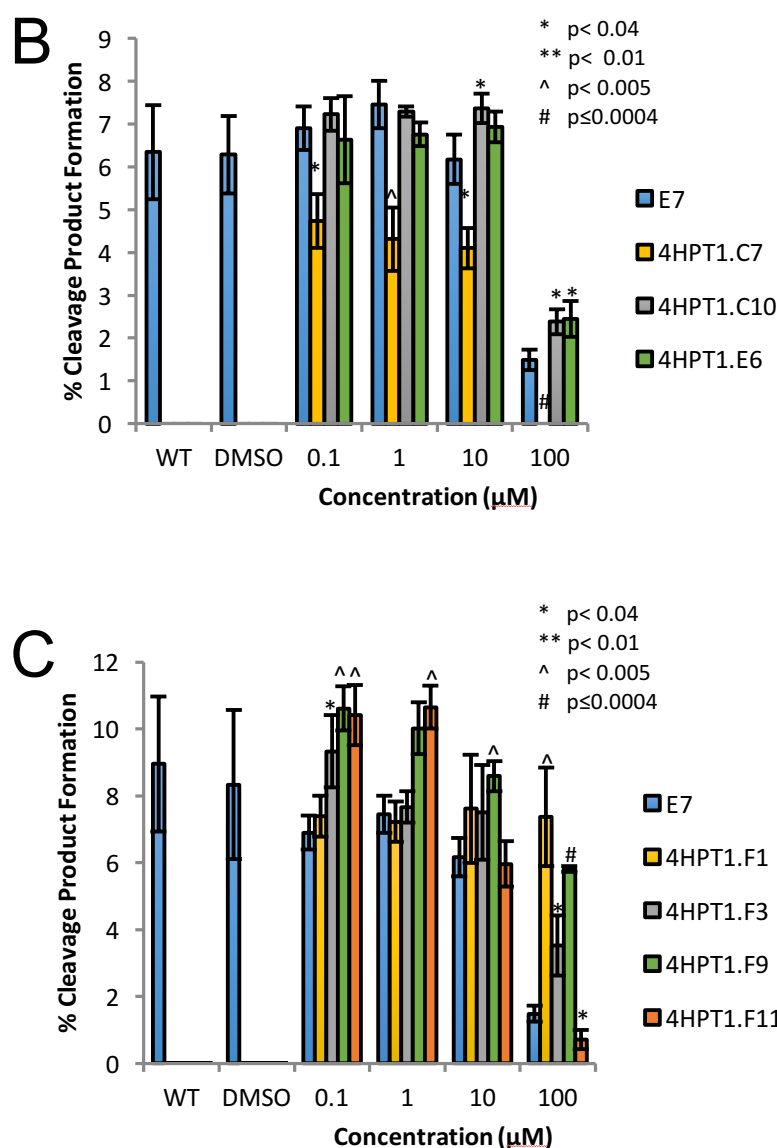 B
* p< 0.04
** p< 0.01
^ p< 0.005
# p≤0.0004
% Cleavage Product Formation
9
8
7
6
5
4
3
2
1
0
*
^
*
*
#
*
*
WT DMSO 0.1 1 10 100
Concentration (µM)
E7
4HPT1.C7
4HPT1.C10
4HPT1.E6
C
* p< 0.04
** p< 0.01
^ p< 0.005
# p≤0.0004
% Cleavage Product Formation
12
10
8
6
4
2
0
*
^
^
^
^
^
*
#
*
WT DMSO 0.1 1 10 100
Concentration (µM)
E7
4HPT1.F1
4HPT1.F3
4HPT1.F9
4HPT1.F11